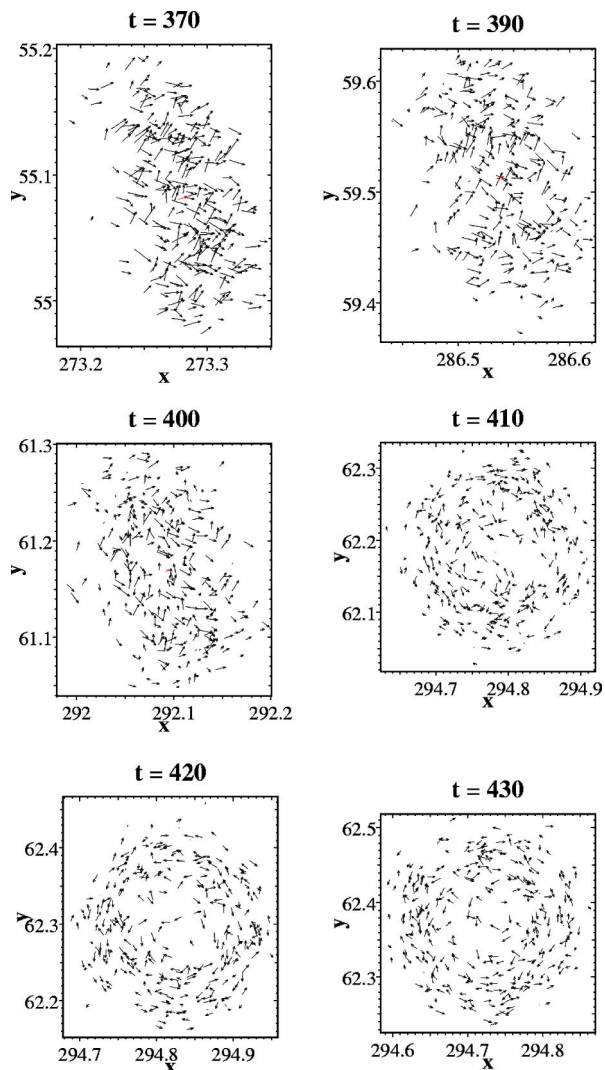 t = 370
55.2
55.1
55
y
273.2
273.3
x
t = 390
59.6
59.5
59.4
y
286.5
286.6
x
t = 400
61.3
61.2
61.1
y
292
292.1
292.2
x
t = 410
62.3
62.2
62.1
y
294.7
294.8
294.9
x
t = 420
62.4
62.3
62.2
y
294.7
294.8
294.9
x
t = 430
62.5
62.4
62.3
y
294.6
294.7
294.8
x